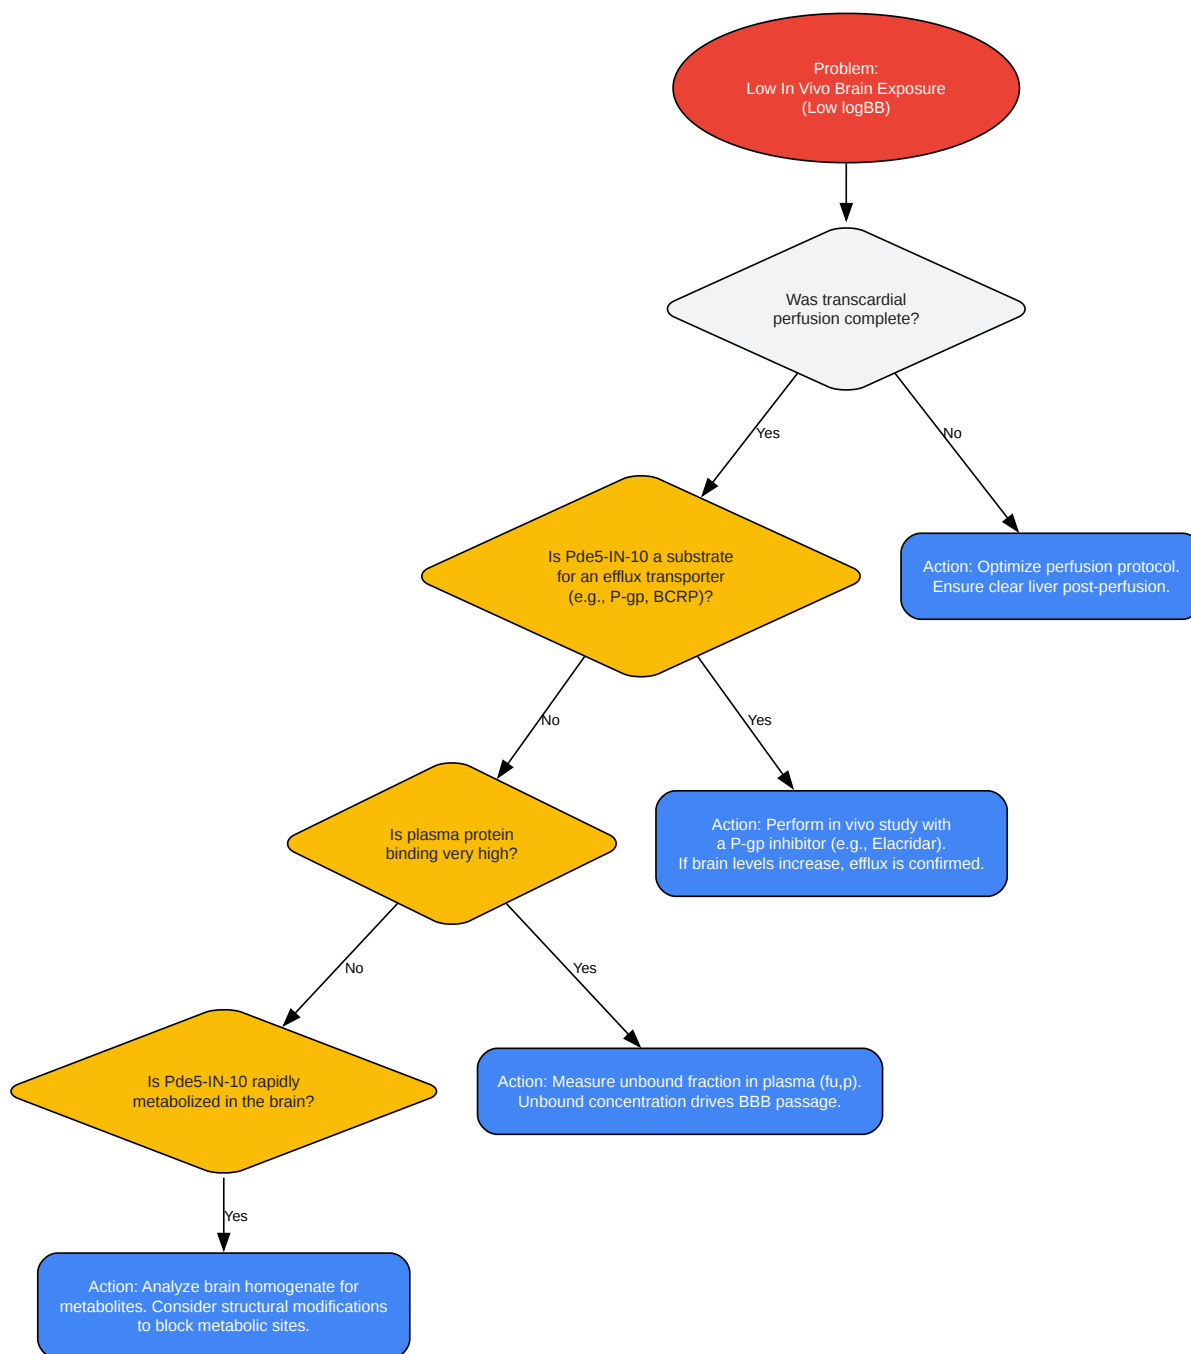 Problem:
Low In Vivo Brain Exposure
(Low logBB)
Was transcardial
perfusion complete?
Yes
No
Is Pde5-IN-10 a substrate
for an efflux transporter
(e.g., P-gp, BCRP)?
Action: Optimize perfusion protocol.
Ensure clear liver post-perfusion.
No
Yes
Is plasma protein
binding very high?
Action: Perform in vivo study with
a P-gp inhibitor (e.g., Elacridar).
If brain levels increase, efflux is confirmed.
No
Yes
Is Pde5-IN-10 rapidly
metabolized in the brain?
Action: Measure unbound fraction in plasma (fu,p).
Unbound concentration drives BBB passage.
Yes
Action: Analyze brain homogenate for
metabolites. Consider structural modifications
to block metabolic sites.